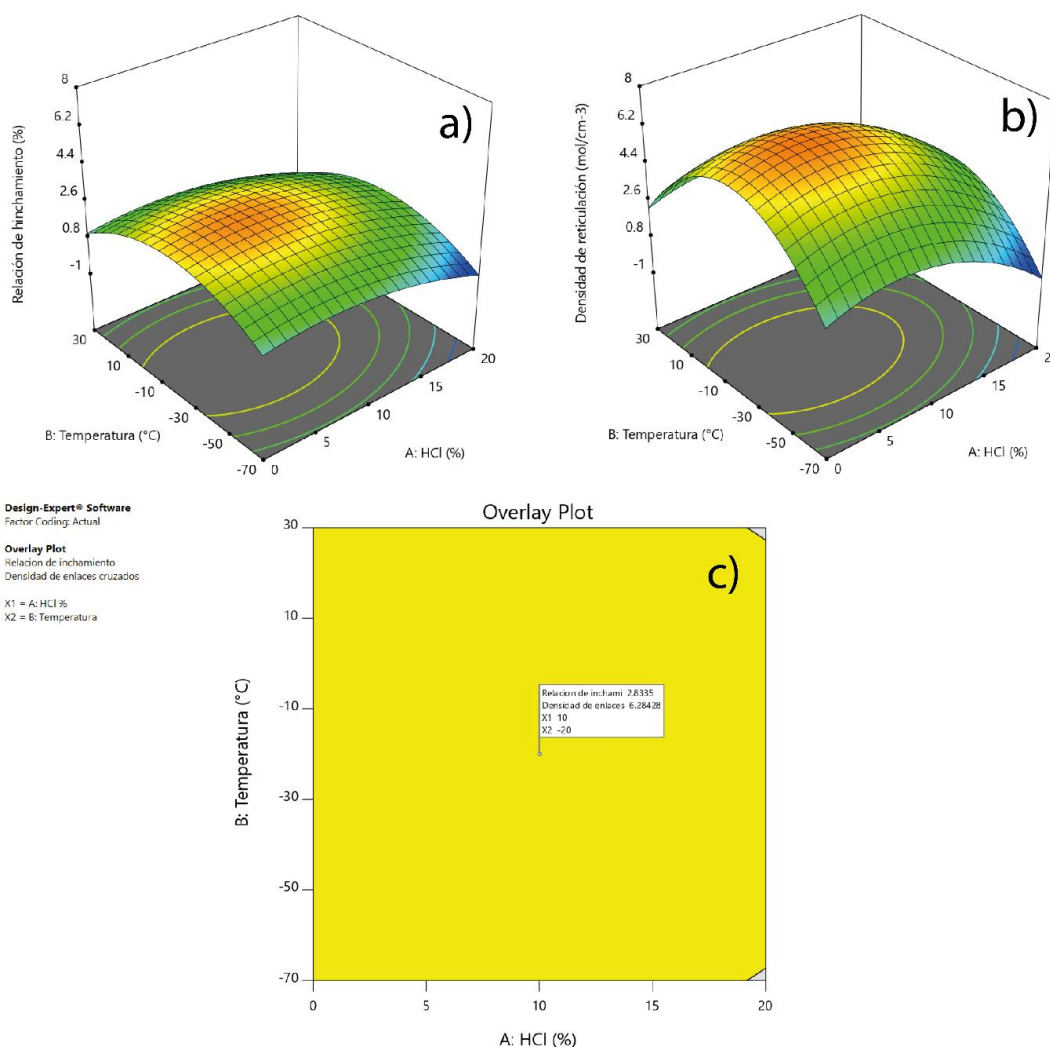 a)
Relación de hinchamiento (%)
8
6.2
4.4
2.6
0.8
-1
30
10
-10
-30
-50
-70
0
5
10
15
20
B: Temperatura (°C)
A: HCl (%)
b)
Densidad de reticulación (mol/cm-3)
8
6.2
4.4
2.6
0.8
-1
30
10
-10
-30
-50
-70
0
5
10
15
2
B: Temperatura (°C)
A: HCl (%)
Design-Expert® Software
Factor Coding: Actual
Overlay Plot
Relacion de inchamiento
Densidad de enlaces cruzados
X1 = A: HCl %
X2 = B: Temperatura
Overlay Plot
c)
30
10
-10
-30
-50
-70
B: Temperatura (°C)
Relacion de inchami 2.8335
Densidad de enlaces 6.28428
X1 10
X2 -20
0
5
10
15
20
A: HCl (%)